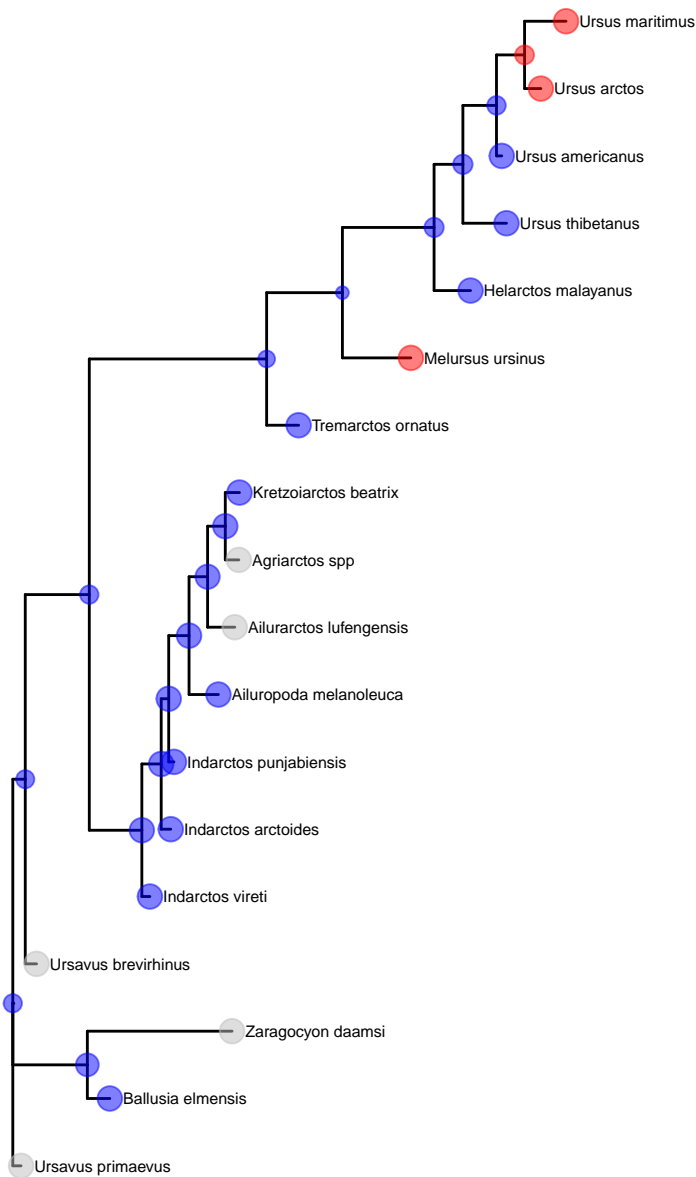 Ursus maritimus
Ursus arctos
Ursus americanus
Ursus thibetanus
Helarctos malayanus
Melursus ursinus
Tremarctos ornatus
Kretzoiarctos beatrix
Agriarctos spp
Ailurarctos lufengensis
Ailuropoda melanoleuca
Indarctos punjabiensis
Indarctos arctoides
Indarctos vireti
Ursavus brevirhinus
Zaragocyon daamsi
Ballusia elmensis
Ursavus primaevus